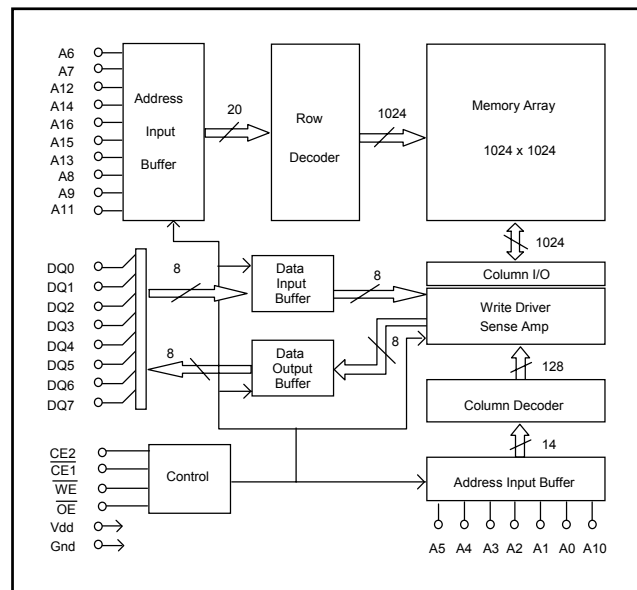 A6
A7
A12
A14
A16
A15
A13
A8
A9
A11
Address
Input
Buffer
20
Row
Decoder
1024
Memory Array
1024 x 1024
1024
DQ0
DQ1
DQ2
DQ3
DQ4
DQ5
DQ6
DQ7
8
Data
Input
Buffer
8
Column I/O
Write Driver
Sense Amp
8
Data
Output
Buffer
8
128
Column Decoder
14
Address Input Buffer
CE2
CE1
WE
OE
Vdd
Gnd
Control
A5 A4 A3 A2 A1 A0 A10